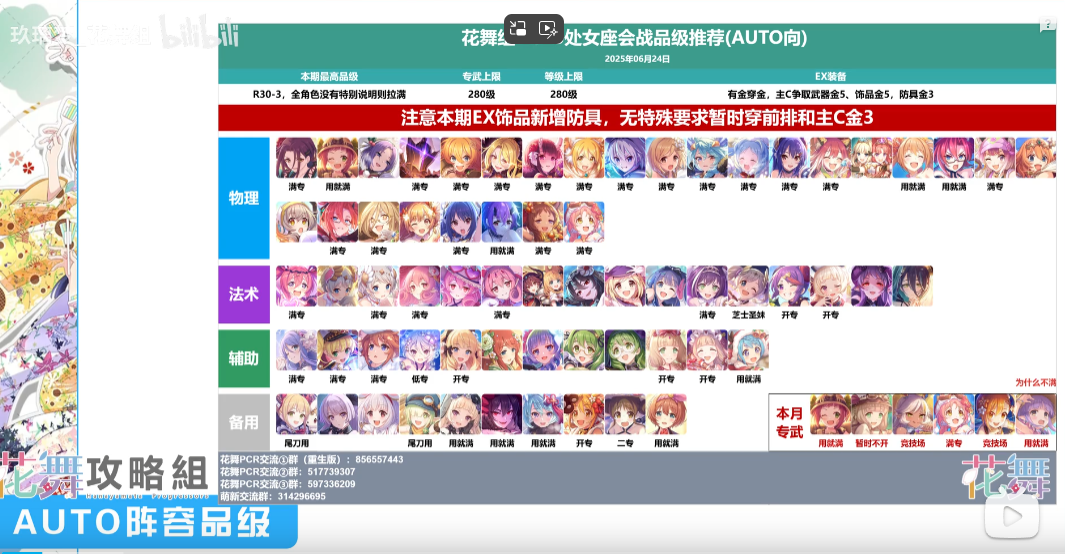 bilibili
处女座会战品级推荐(AUTO向)
2025年06月24日
本期最高品级 专武上限 等级上限 EX装备
R30-3，全角色没有特别说明则拉满 280级 280级 有金穿金，主C争取武器金5、饰品金5，防具金3
注意本期EX饰品新增防具，无特殊要求暂时穿前排和主C金3
物理
满专 用就满 满专 满专 满专 满专 满专 满专 满专 满专 满专 满专 满专 用就满 用就满 满专
满专 满专 满专 用就满 满专 满专
法术
满专 满专 满专 满专 满专 满专 芝士圣妹 开专 开专
辅助
满专 满专 满专 低专 开专 开专 开专 用就满
为什么不满
备用
尾刀用 尾刀用 用就满 用就满 用就满 开专 二专 用就满
本月
专武
用就满 暂时不开 竞技场 满专 竞技场 用就满
花舞PCR交流①群（重生版）：856557443
花舞PCR交流②群：517739307
花舞PCR交流③群：597336209
萌新交流群：314296695
花舞攻略組
花舞
AUTO阵容品级